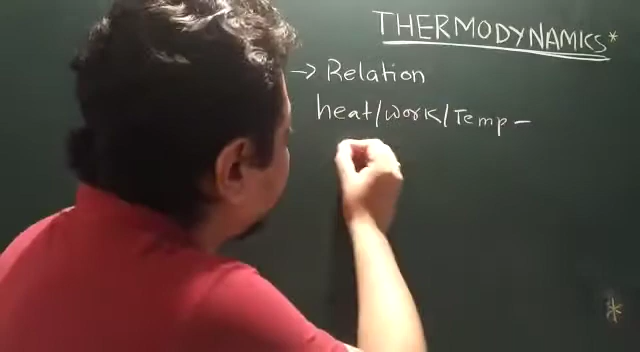 THERMODYNAMICS*
→ Relation
heat/work/Temp -
*